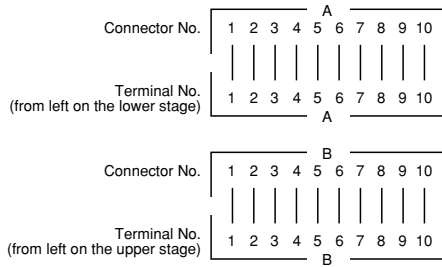 A
Connector No. 1 2 3 4 5 6 7 8 9 10
Terminal No. 1 2 3 4 5 6 7 8 9 10
(from left on the lower stage)
A
B
Connector No. 1 2 3 4 5 6 7 8 9 10
Terminal No. 1 2 3 4 5 6 7 8 9 10
(from left on the upper stage)
B